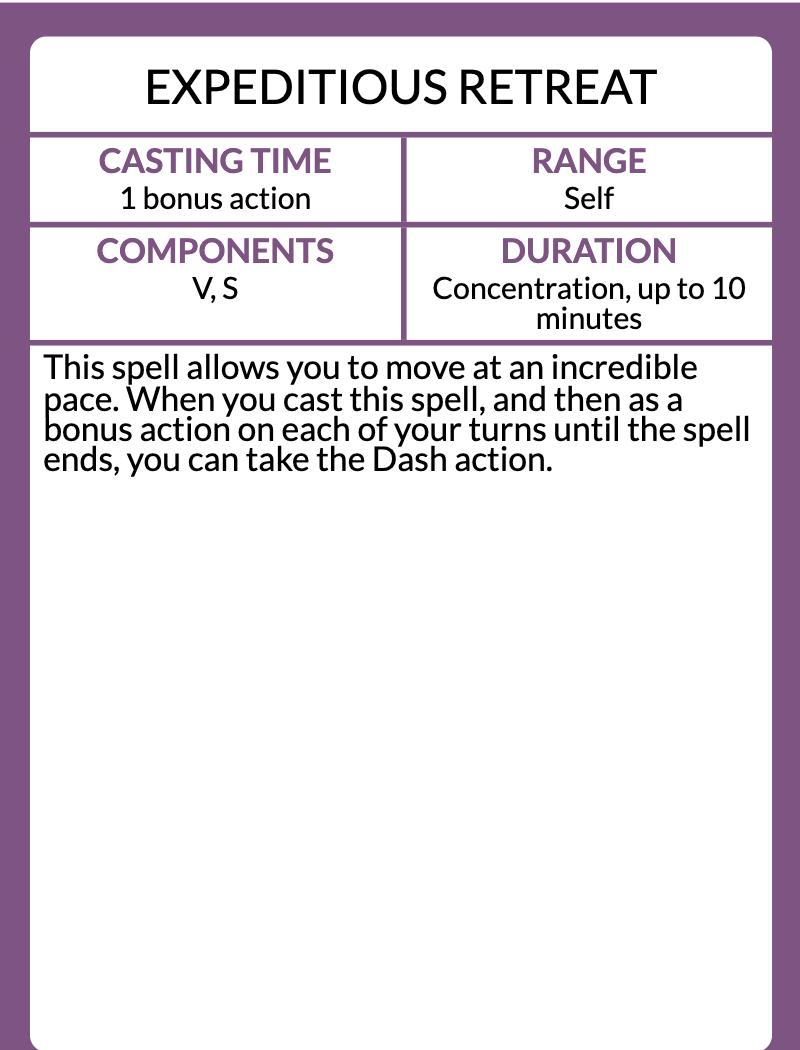 EXPEDITIOUS RETREAT
CASTING TIME
1 bonus action
RANGE
Self
COMPONENTS
V, S
DURATION
Concentration, up to 10
minutes
This spell allows you to move at an incredible
pace. When you cast this spell, and then as a
bonus action on each of your turns until the spell
ends, you can take the Dash action.